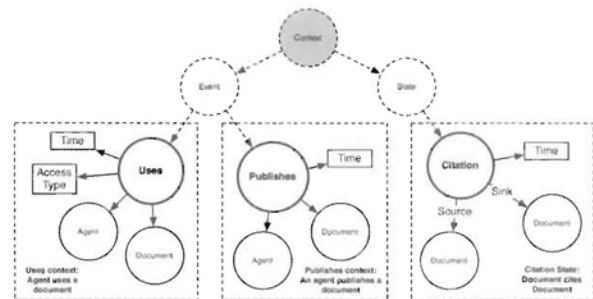 Context
Event
State
Time
Access
Type
Uses
Agent
Document
Uses context:
Agent uses a
document
Publishes
Time
Agent
Document
Publishes context:
An agent publishes a
document
Citation
Time
Source
Sink
Document
Document
Citation State:
Document cites
Document